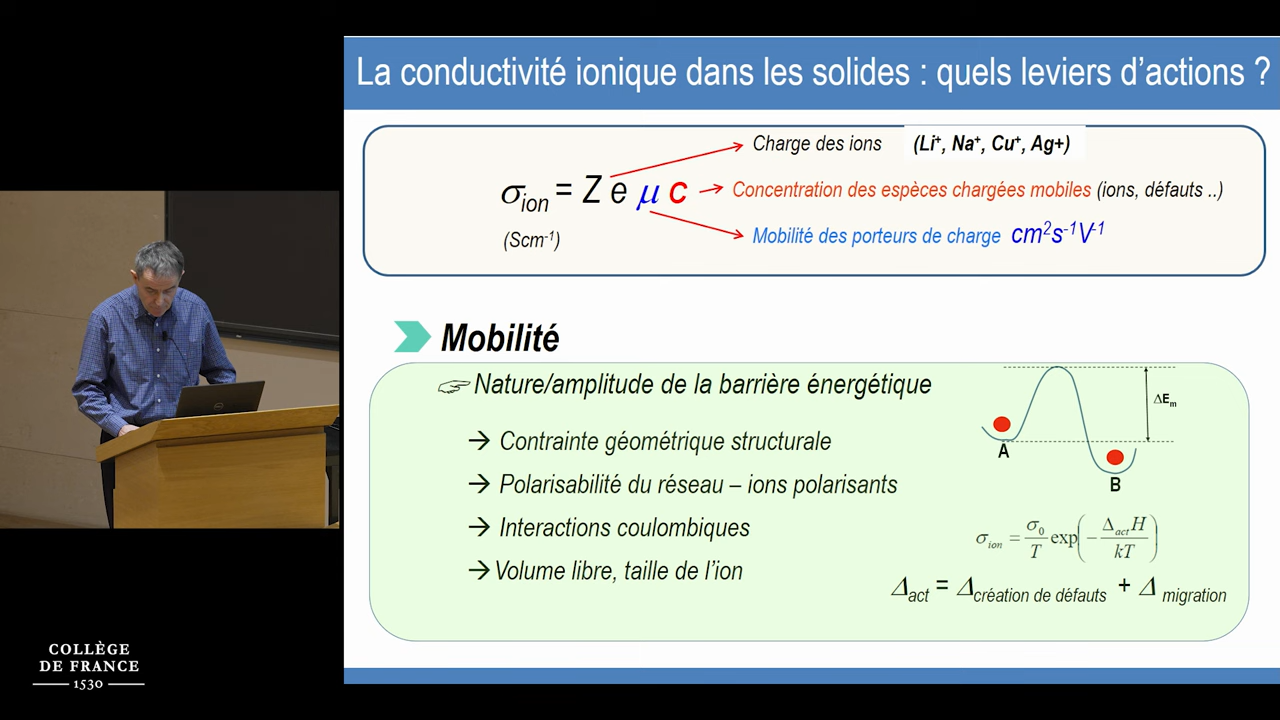 La conductivité ionique dans les solides : quels leviers d'actions ?
Charge des ions (Li⁺, Na⁺, Cu⁺, Ag+)
σion = Z e μ c
Concentration des espèces chargées mobiles (ions, défauts ..)
(Scm⁻¹)
Mobilité des porteurs de charge cm²s⁻¹V⁻¹
Mobilité
Nature/amplitude de la barrière énergétique
→ Contrainte géométrique structurale
→ Polarisabilité du réseau – ions polarisants
→ Interactions coulombiques
→ Volume libre, taille de l'ion
ΔEm
A
B
σion = σ0/T exp(−ΔactH/kT)
Δact = Δcréation de défauts + Δ migration
COLLÈGE
DE FRANCE
1530